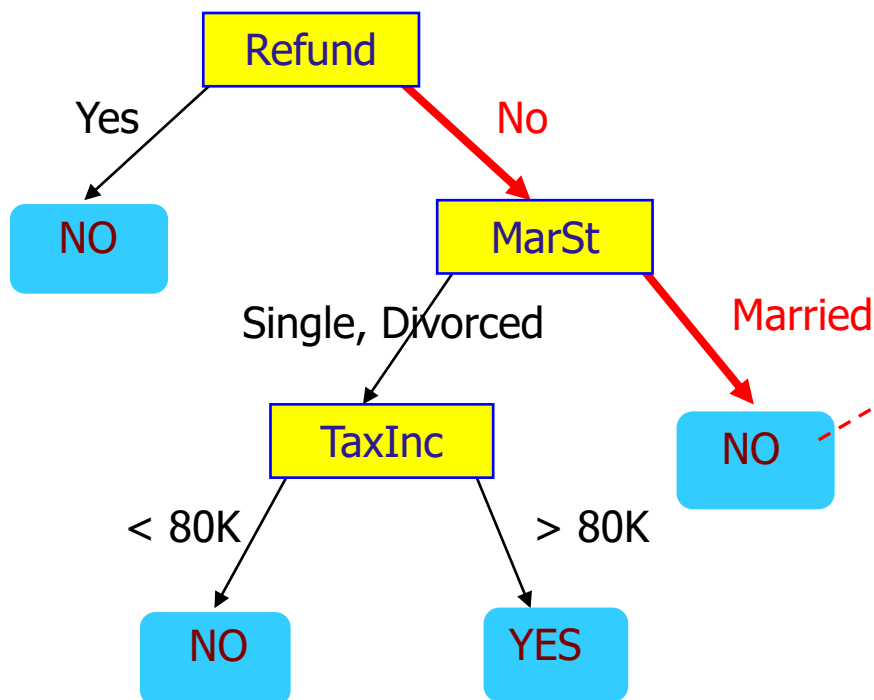 Refund
Yes
No
NO
MarSt
Single, Divorced
Married
TaxInc
NO
< 80K
> 80K
NO
YES